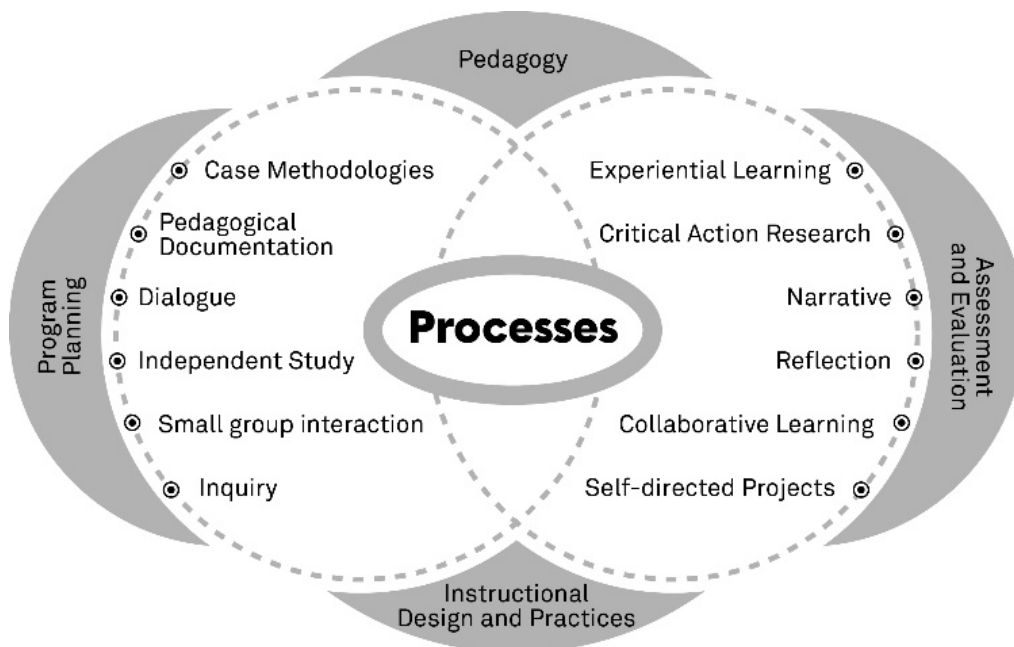 Pedagogy
Program
Planning
Case Methodologies
Pedagogical
Documentation
Dialogue
Independent Study
Small group interaction
Inquiry
Processes
Experiential Learning
Critical Action Research
Narrative
Reflection
Collaborative Learning
Self-directed Projects
Assessment
and Evaluation
Instructional
Design and Practices